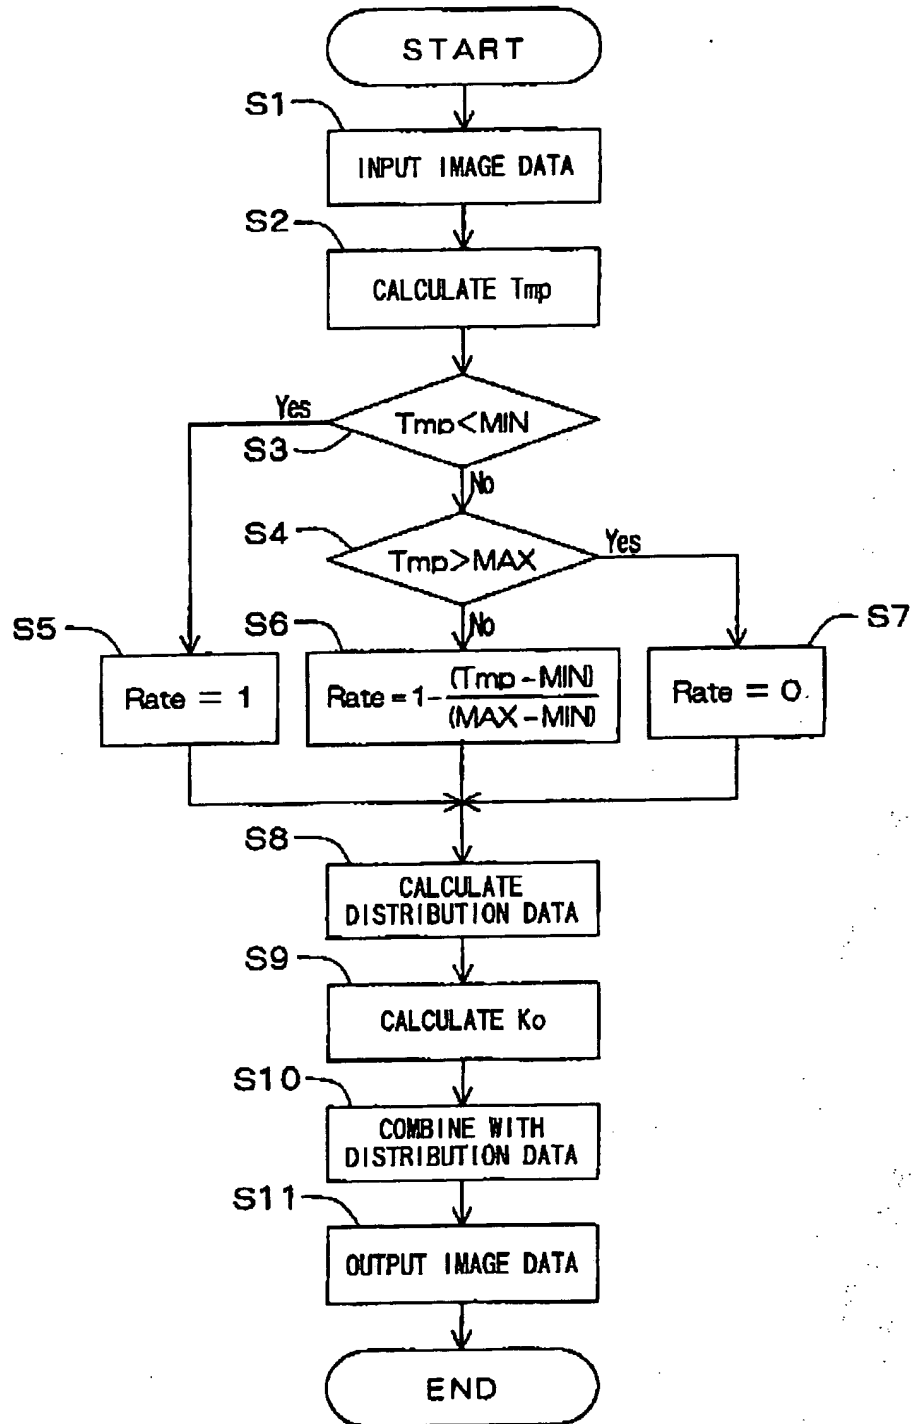 START
S1
INPUT IMAGE DATA
S2
CALCULATE Tmp
Yes
Tmp<MIN
S3
No
S4
Tmp>MAX
Yes
No
S5
S6
S7
Rate = 1
Rate = 1 - (Tmp - MIN)
(MAX - MIN)
Rate = 0
S8
CALCULATE
DISTRIBUTION DATA
S9
CALCULATE Ko
S10
COMBINE WITH
DISTRIBUTION DATA
S11
OUTPUT IMAGE DATA
END